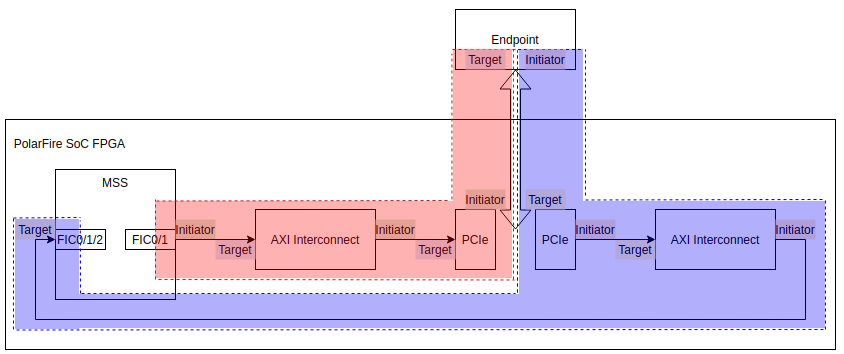 Endpoint
Target
Initiator
PolarFire SoC FPGA
MSS
Initiator
Target
Target
FIC0/1/2
FIC0/1
Initiator
Target
AXI Interconnect
Initiator
Target
PCIe
PCIe
Initiator
Target
AXI Interconnect
Initiator